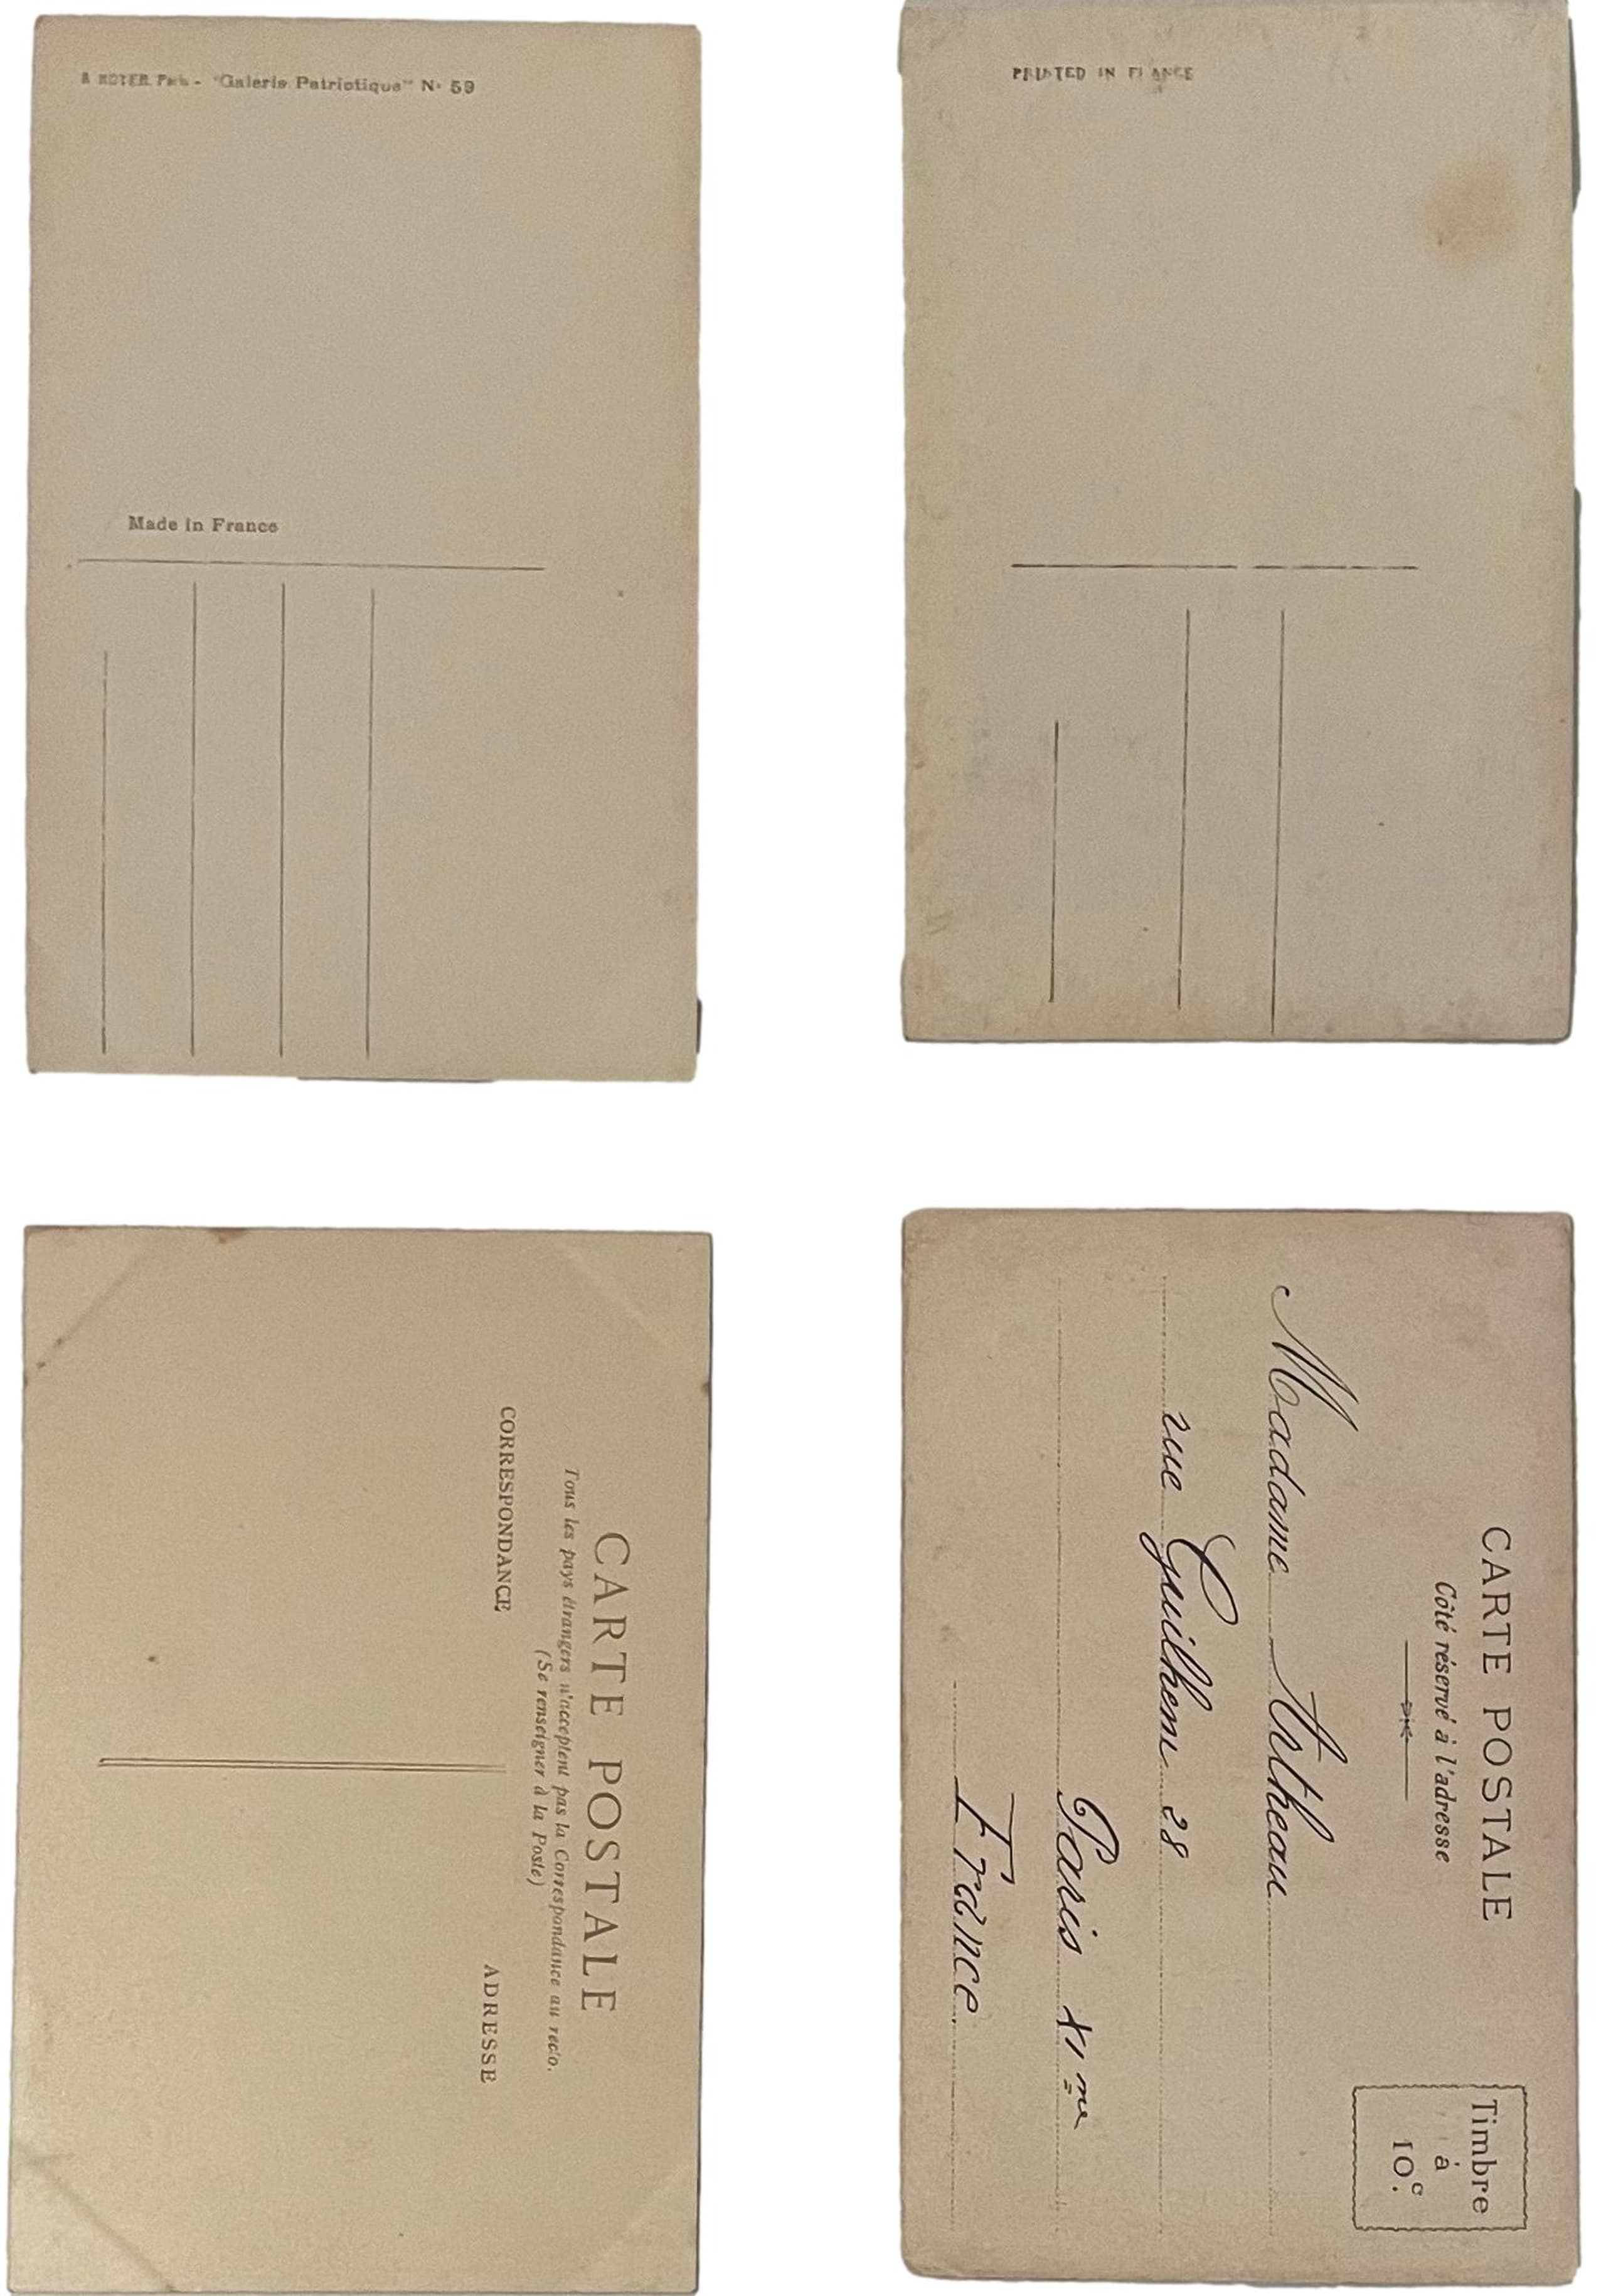 A NOYER Paris - "Galerie Patriotique" N° 59
Made in France
PRINTED IN FRANCE
CARTE POSTALE
Tous les pays étrangers n'acceptent pas la Correspondance au recto.
(Se renseigner à la Poste)
CORRESPONDANCE
ADRESSE
CARTE POSTALE
Côté réservé à l'adresse
Timbre
à
10c.
Madame
rue Guilhem 28
Paris XIme
France